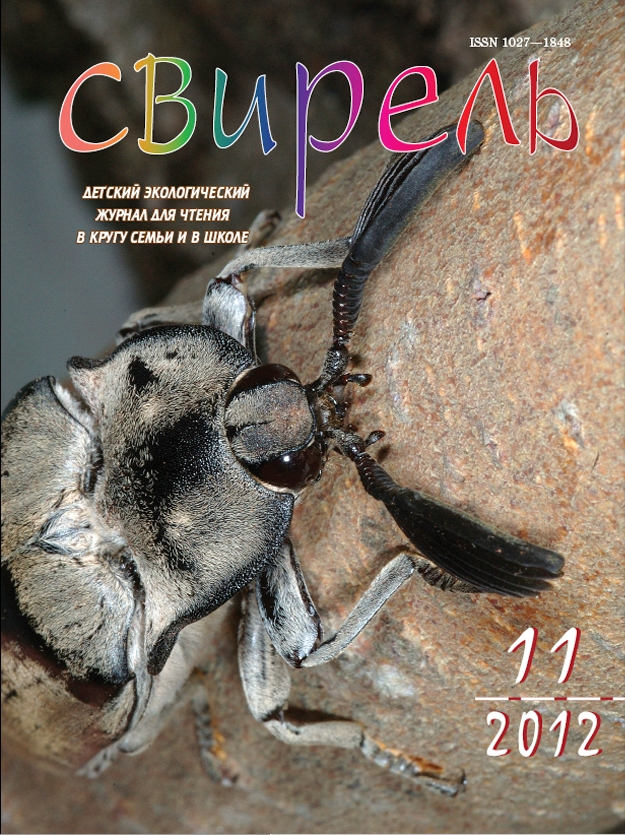 ISSN 1027—1848
свирель
ДЕТСКИЙ ЭКОЛОГИЧЕСКИЙ
ЖУРНАЛ ДЛЯ ЧТЕНИЯ
В КРУГУ СЕМЬИ И В ШКОЛЕ
11
2012